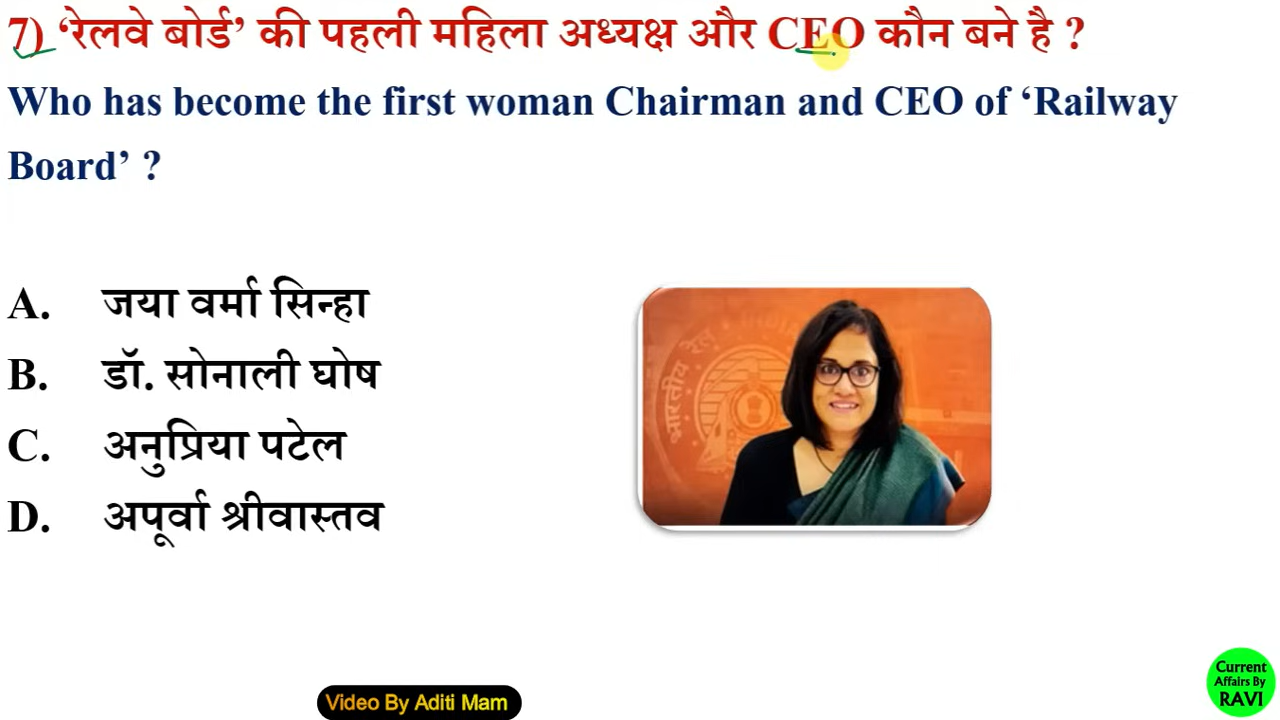 7) ‘रेलवे बोर्ड’ की पहली महिला अध्यक्ष और CEO कौन बने है ?
Who has become the first woman Chairman and CEO of ‘Railway
Board’ ?
A. जया वर्मा सिन्हा
B. डॉ. सोनाली घोष
C. अनुप्रिया पटेल
D. अपूर्वा श्रीवास्तव
भारतीय रेल
Video By Aditi Mam
Current
Affairs By
RAVI